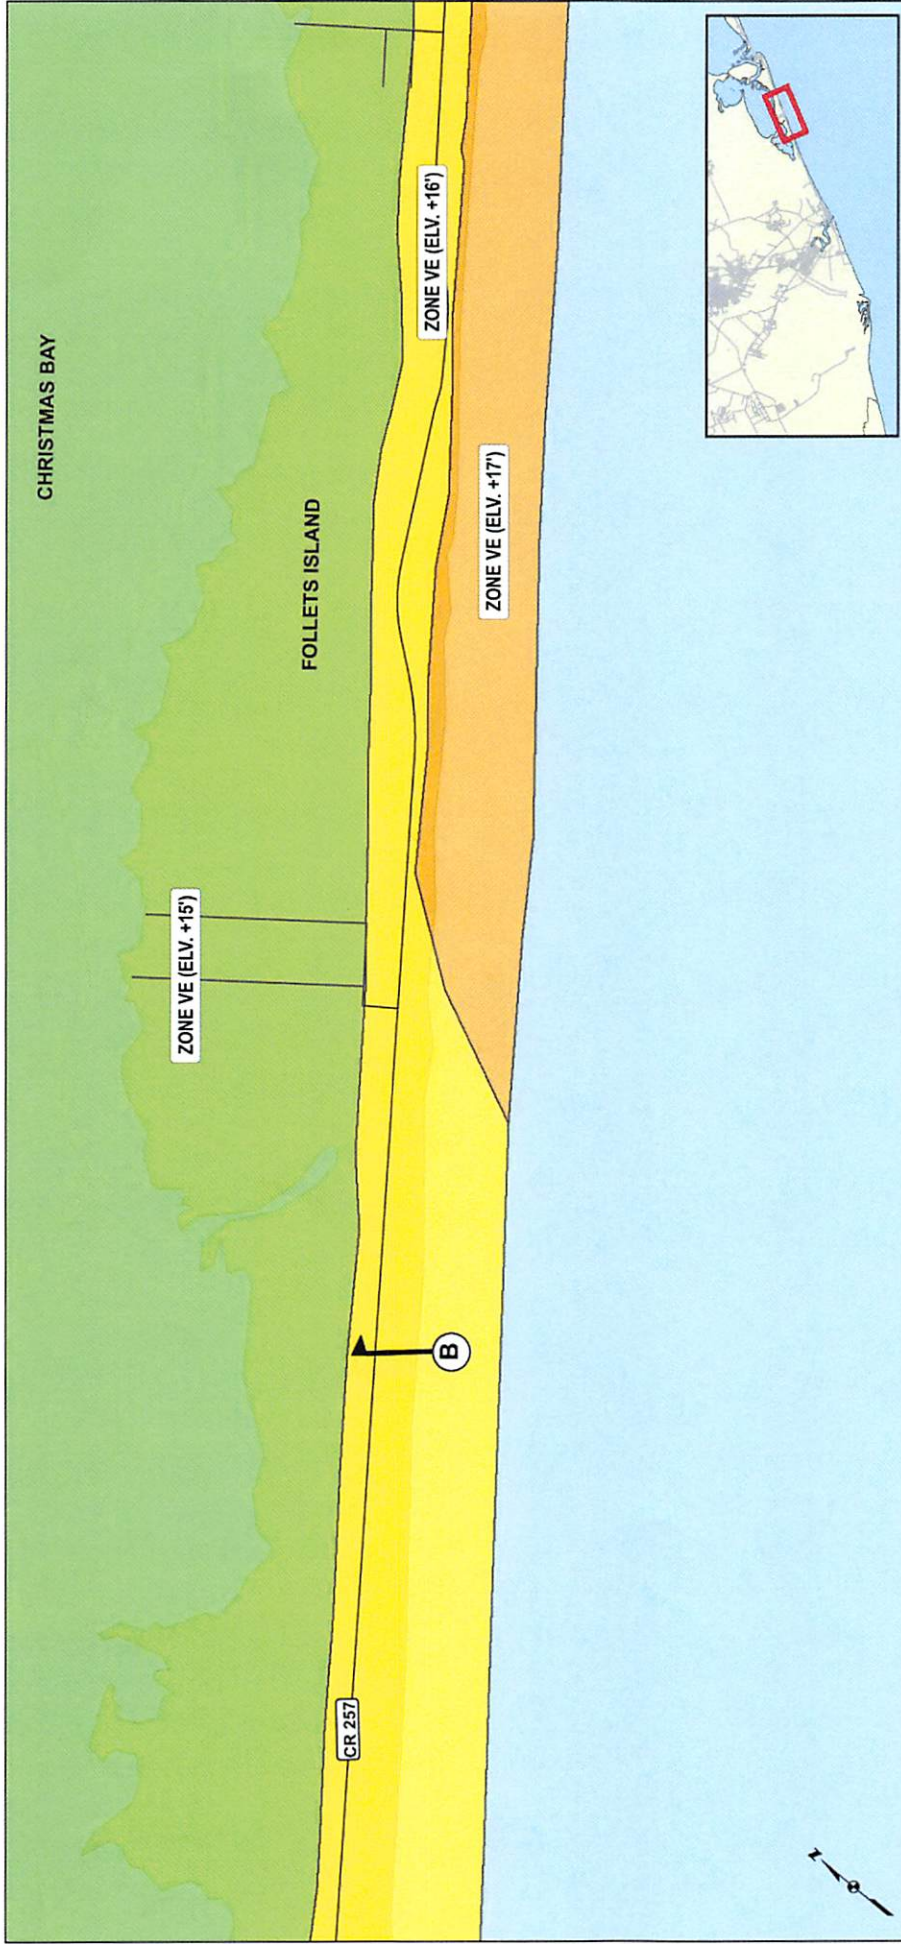 CHRISTMAS BAY
FOLLETS ISLAND
ZONE VE (ELV. +15')
ZONE VE (ELV. +16')
ZONE VE (ELV. +17')
B
CR 257
N